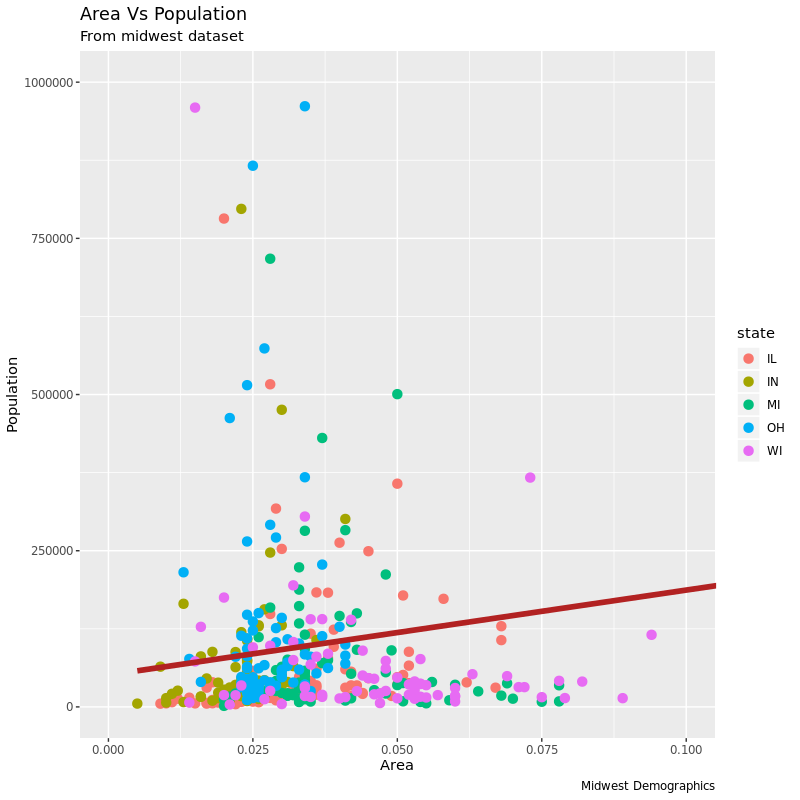 Area Vs Population
From midwest dataset
Population
1000000
750000
500000
250000
0
0.000
0.025
0.050
0.075
0.100
Area
state
IL
IN
MI
OH
WI
Midwest Demographics